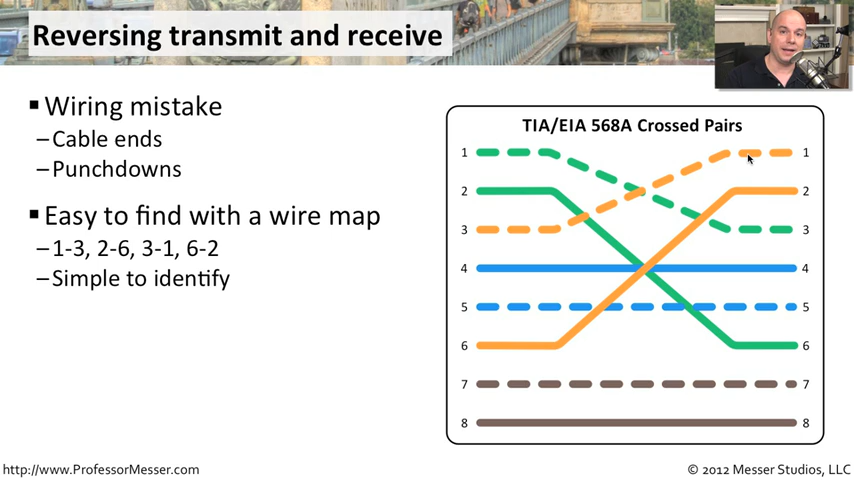 Reversing transmit and receive
▪ Wiring mistake
–Cable ends
–Punchdowns
▪ Easy to find with a wire map
–1-3, 2-6, 3-1, 6-2
–Simple to identify
TIA/EIA 568A Crossed Pairs
1 1
2 2
3 3
4 4
5 5
6 6
7 7
8 8
http://www.ProfessorMesser.com
© 2012 Messer Studios, LLC